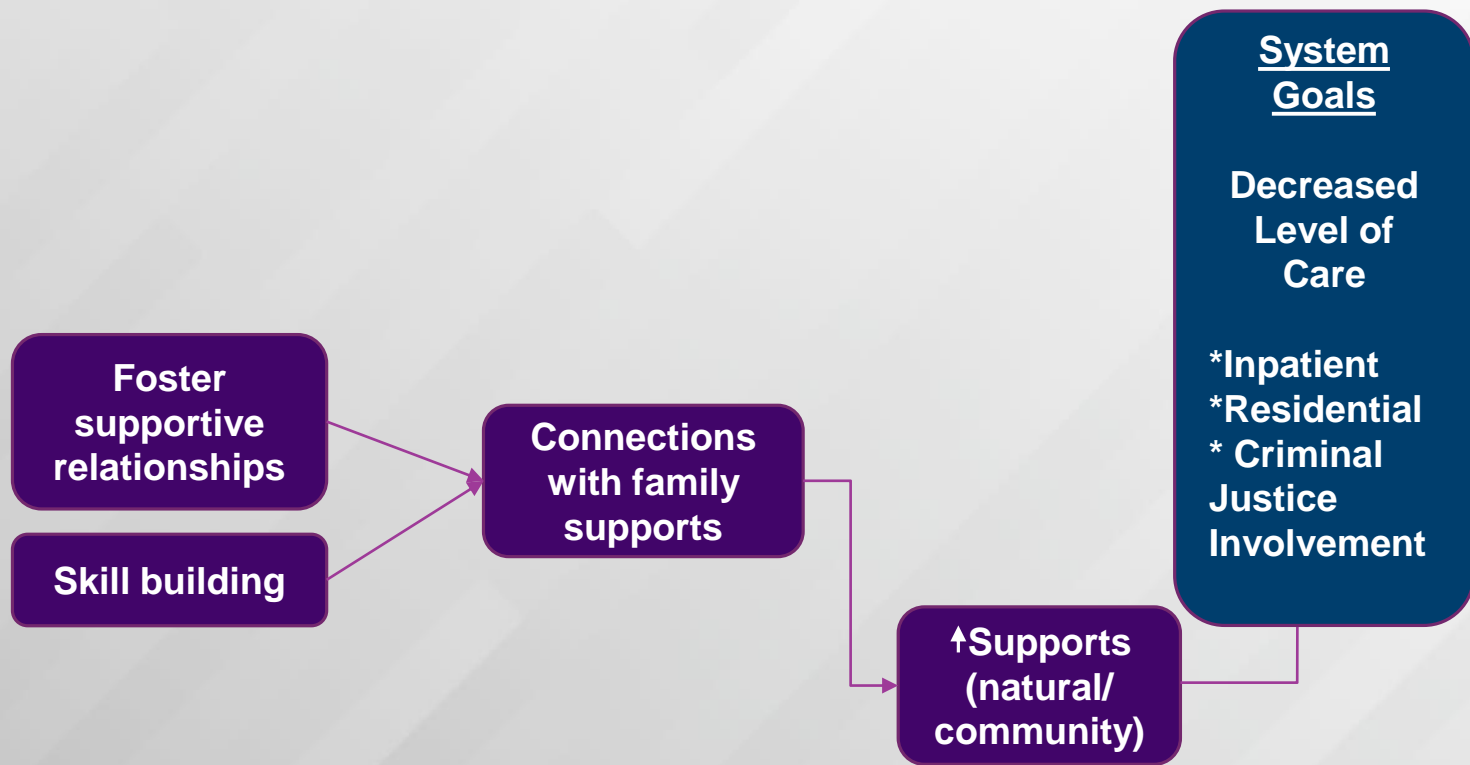 Foster
supportive
relationships
Skill building
Connections
with family
supports
↑Supports
(natural/
community)
System
Goals
Decreased
Level of
Care
*Inpatient
*Residential
* Criminal
Justice
Involvement